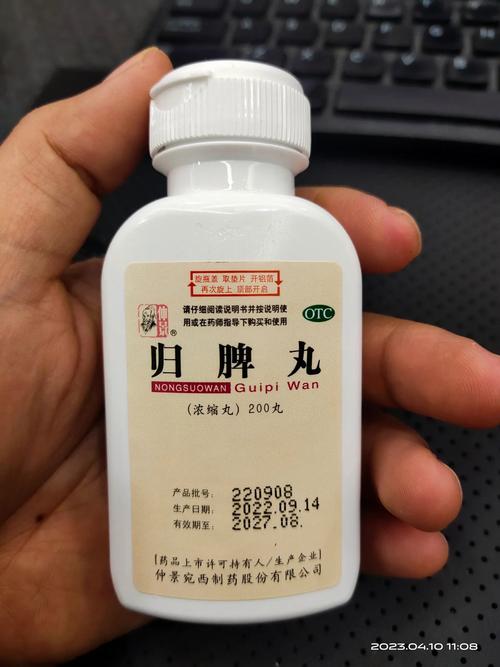 旋瓶盖 取垫片 开铝箔
再次旋上 顶部开启
请仔细阅读说明书并按说明使
用或在药师指导下购买和使用
OTC
仲景
®
归脾丸
NONGSUOWAN Guipi Wan
(浓缩丸) 200丸
产品批号: 220908
生产日期: 2022.09.14
有效期至: 2027.08.
[药品上市许可持有人/生产企业]
仲景宛西制药股份有限公司
2023.04.10 11:08